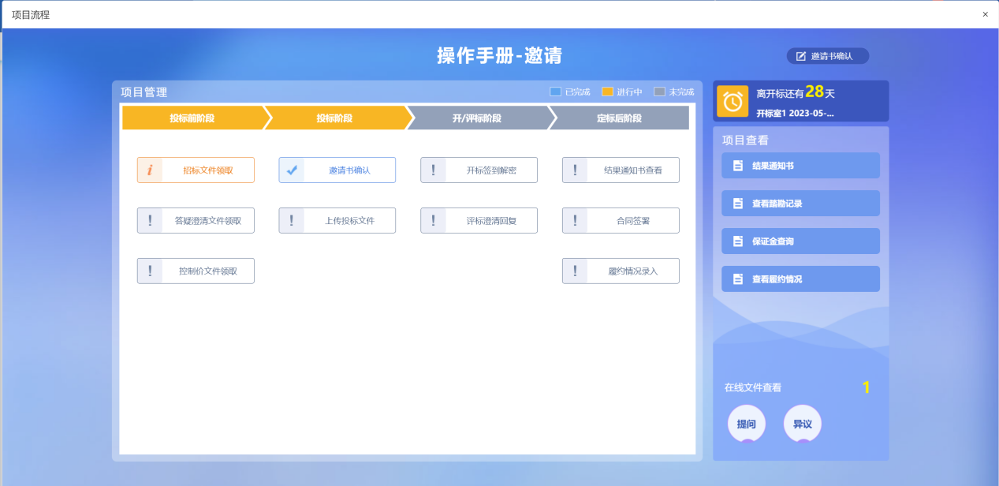 项目流程
×
操作手册-邀请
邀请书确认
项目管理
已完成
进行中
未完成
投标前阶段
投标阶段
开/评标阶段
定标后阶段
招标文件领取
邀请书确认
开标签到解密
结果通知书查看
答疑澄清文件领取
上传投标文件
评标澄清回复
合同签署
控制价文件领取
履约情况录入
离开标还有28天
开标室1 2023-05-...
项目查看
结果通知书
查看踏勘记录
保证金查询
查看履约情况
在线文件查看
1
提问
异议